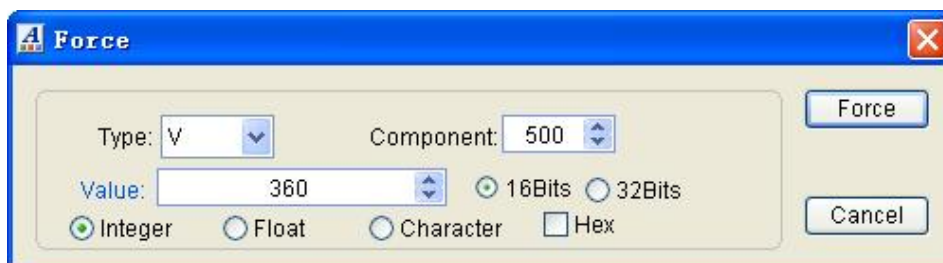 Force
Type: V Component: 500 Force
Value: 360 16Bits 32Bits
Integer Float Character Hex Cancel